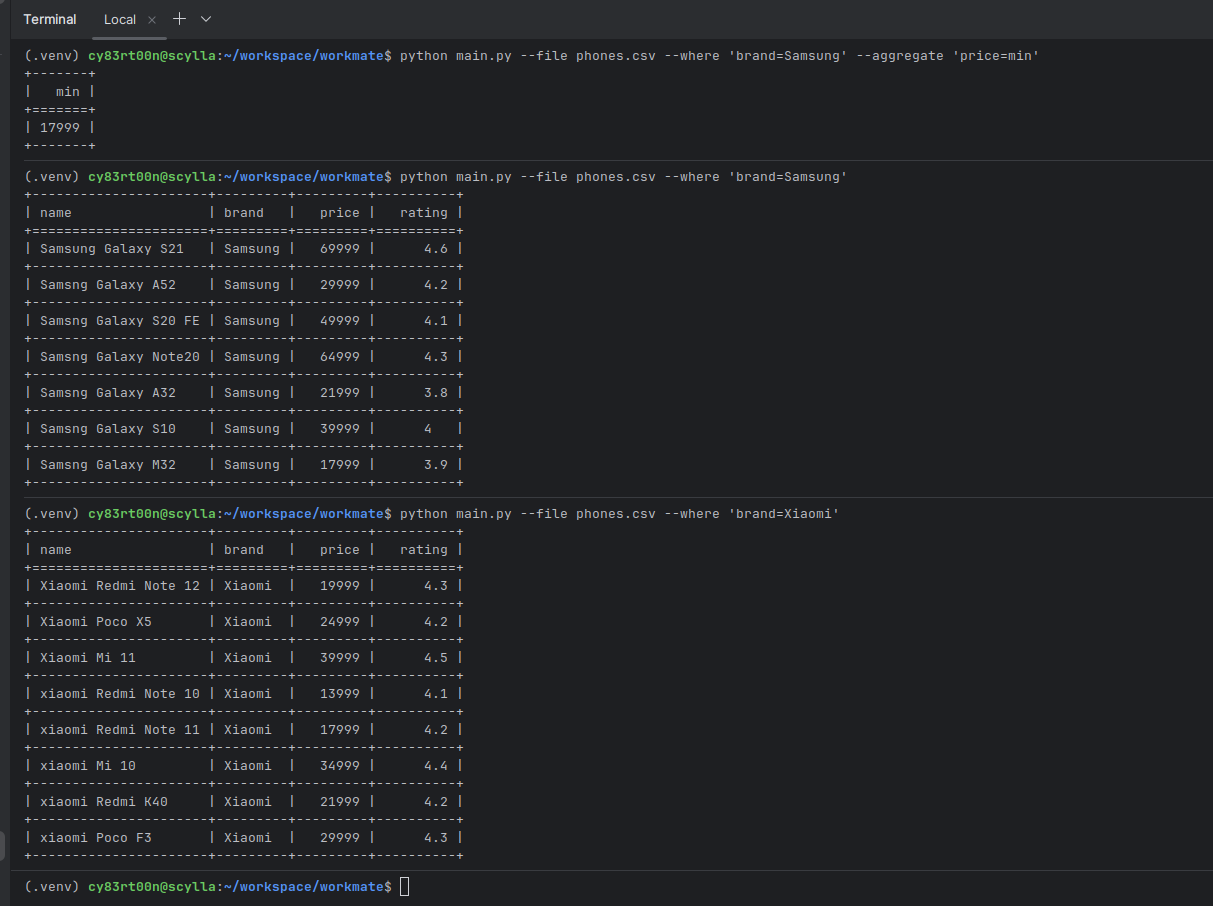 Terminal Local × + ⌄
(.venv) cy83rt00n@scylla:~/workspace/workmate$ python main.py --file phones.csv --where 'brand=Samsung' --aggregate 'price=min'
+-------+
|   min |
+=======+
| 17999 |
+-------+
(.venv) cy83rt00n@scylla:~/workspace/workmate$ python main.py --file phones.csv --where 'brand=Samsung'
+----------------------+---------+---------+----------+
| name                 | brand   |   price |   rating |
+======================+=========+=========+==========+
| Samsung Galaxy S21   | Samsung |   69999 |      4.6 |
+----------------------+---------+---------+----------+
| Samsng Galaxy A52    | Samsung |   29999 |      4.2 |
+----------------------+---------+---------+----------+
| Samsng Galaxy S20 FE | Samsung |   49999 |      4.1 |
+----------------------+---------+---------+----------+
| Samsng Galaxy Note20 | Samsung |   64999 |      4.3 |
+----------------------+---------+---------+----------+
| Samsng Galaxy A32    | Samsung |   21999 |      3.8 |
+----------------------+---------+---------+----------+
| Samsng Galaxy S10    | Samsung |   39999 |      4   |
+----------------------+---------+---------+----------+
| Samsng Galaxy M32    | Samsung |   17999 |      3.9 |
+----------------------+---------+---------+----------+
(.venv) cy83rt00n@scylla:~/workspace/workmate$ python main.py --file phones.csv --where 'brand=Xiaomi'
+----------------------+---------+---------+----------+
| name                 | brand   |   price |   rating |
+======================+=========+=========+==========+
| Xiaomi Redmi Note 12 | Xiaomi  |   19999 |      4.3 |
+----------------------+---------+---------+----------+
| Xiaomi Poco X5       | Xiaomi  |   24999 |      4.2 |
+----------------------+---------+---------+----------+
| Xiaomi Mi 11         | Xiaomi  |   39999 |      4.5 |
+----------------------+---------+---------+----------+
| xiaomi Redmi Note 10 | Xiaomi  |   13999 |      4.1 |
+----------------------+---------+---------+----------+
| xiaomi Redmi Note 11 | Xiaomi  |   17999 |      4.2 |
+----------------------+---------+---------+----------+
| xiaomi Mi 10         | Xiaomi  |   34999 |      4.4 |
+----------------------+---------+---------+----------+
| xiaomi Redmi K40     | Xiaomi  |   21999 |      4.2 |
+----------------------+---------+---------+----------+
| xiaomi Poco F3       | Xiaomi  |   29999 |      4.3 |
+----------------------+---------+---------+----------+
(.venv) cy83rt00n@scylla:~/workspace/workmate$